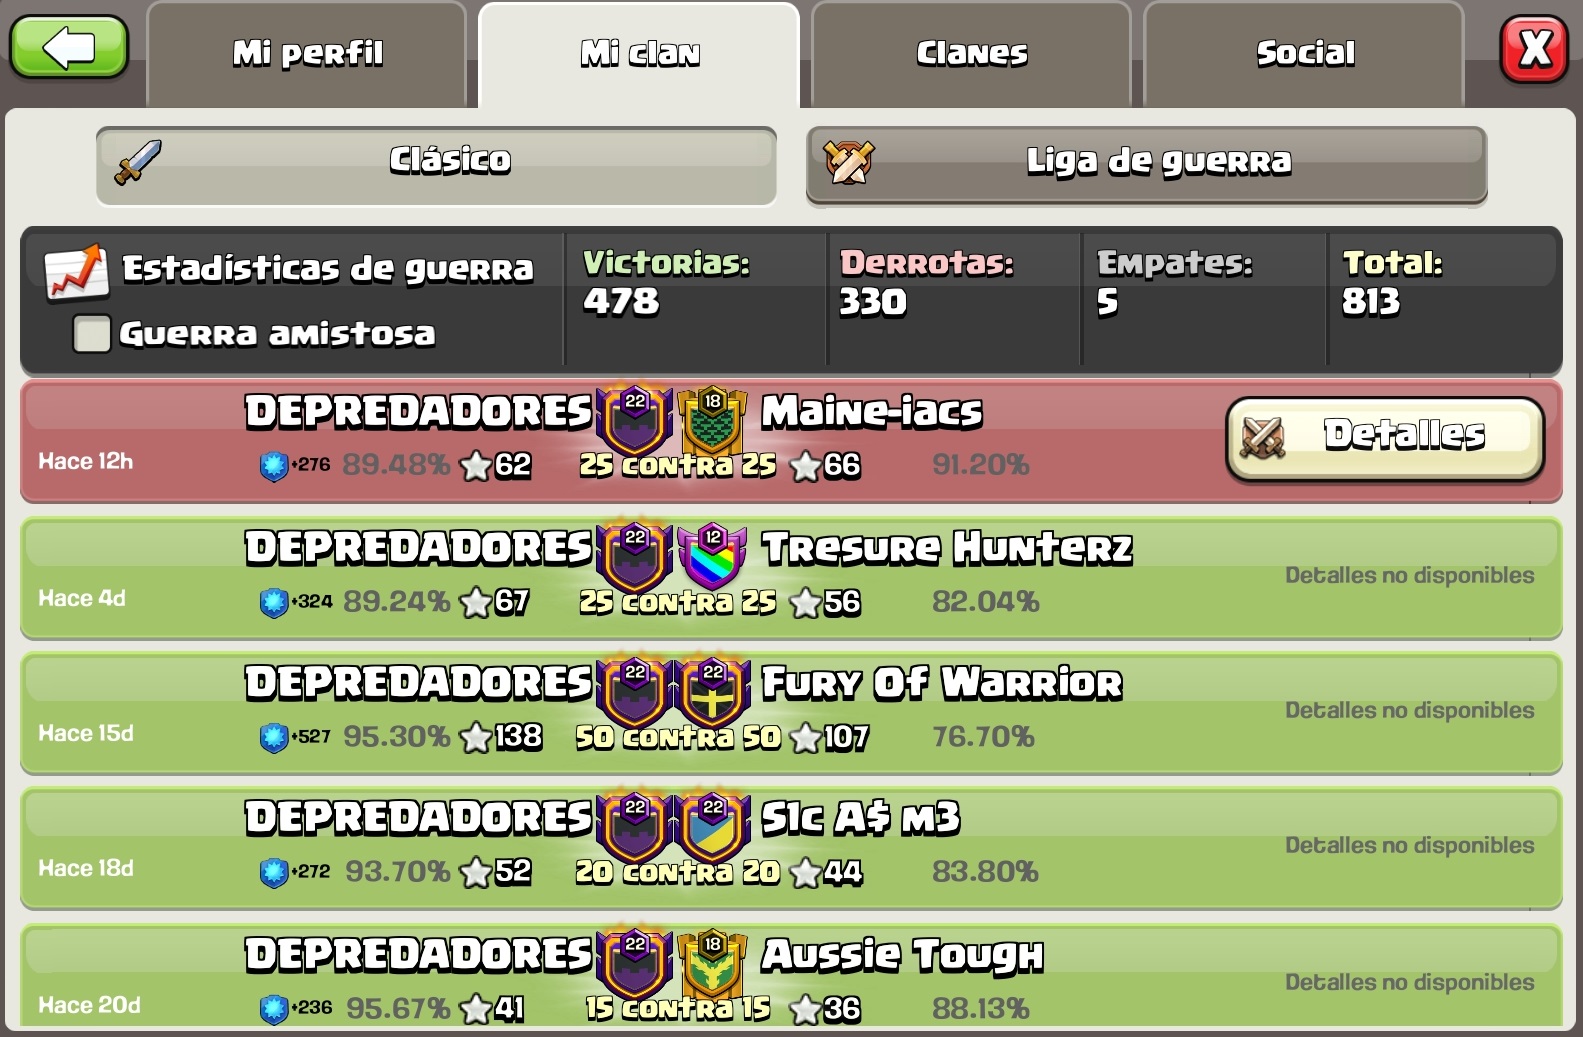 Mi perfil
Mi clan
Clanes
Social
X
Clásico
Liga de guerra
Estadísticas de guerra
Guerra amistosa
Victorias:
478
Derrotas:
330
Empates:
5
Total:
813
DEPREDADORES 22 18 Maine-iacs
Hace 12h
+276 89.48% 62 25 contra 25 66 91.20%
Detalles
DEPREDADORES 22 12 Tresure Hunterz
Hace 4d
+324 89.24% 67 25 contra 25 56 82.04%
Detalles no disponibles
DEPREDADORES 22 22 Fury Of Warrior
Hace 15d
+527 95.30% 138 50 contra 50 107 76.70%
Detalles no disponibles
DEPREDADORES 22 22 S1c A$ m3
Hace 18d
+272 93.70% 52 20 contra 20 44 83.80%
Detalles no disponibles
DEPREDADORES 22 18 Aussie Tough
Hace 20d
+236 95.67% 41 15 contra 15 36 88.13%
Detalles no disponibles